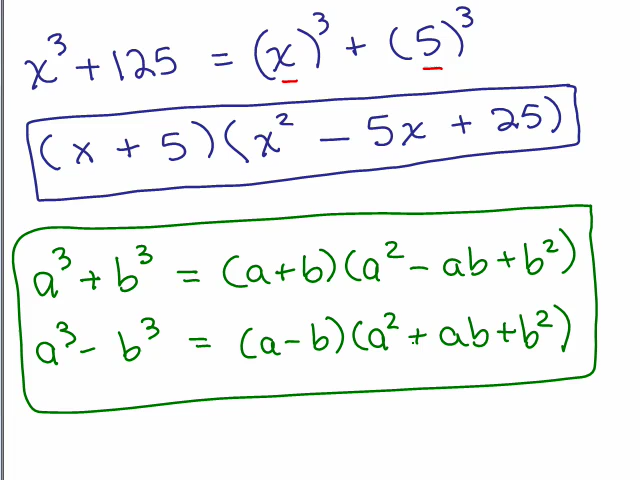 x³ + 125 = (x)³ + (5)³
(x + 5)(x² - 5x + 25)
a³ + b³ = (a+b)(a² - ab + b²)
a³ - b³ = (a-b)(a² + ab + b²)